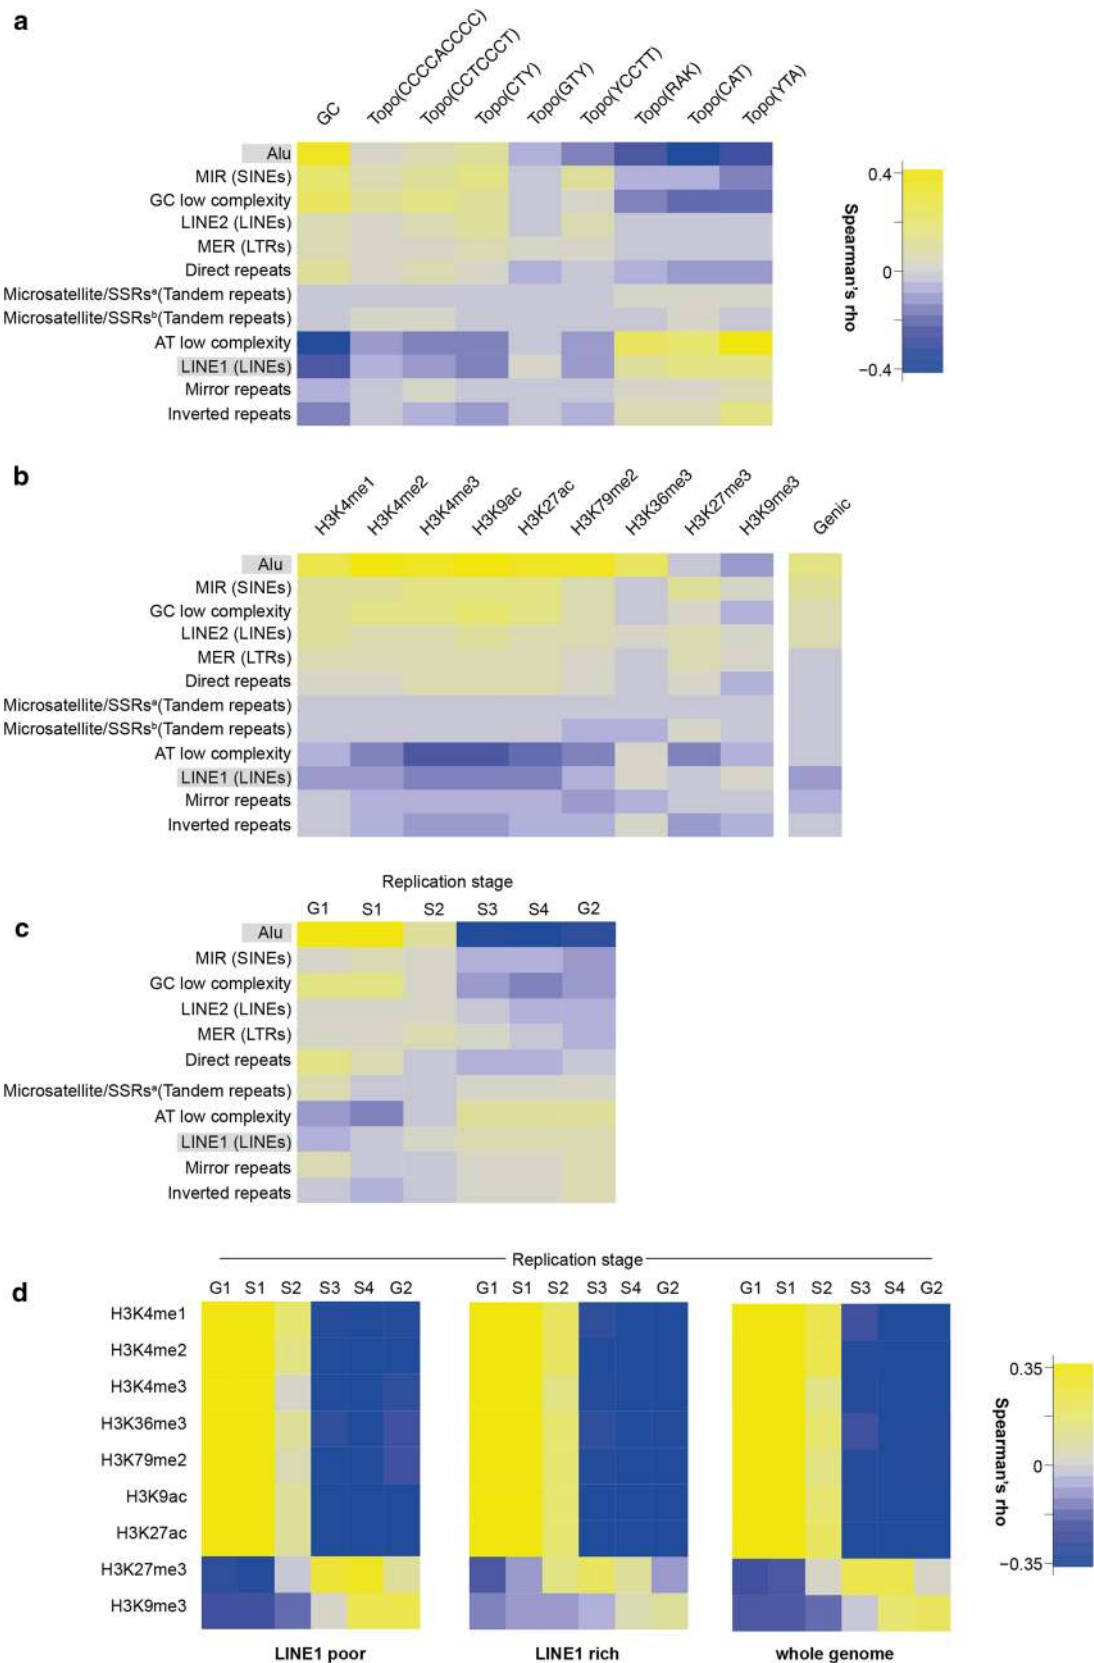 a
GC Topo(CCCCACCCC) Topo(CCTCCCT) Topo(CTY) Topo(GTY) Topo(YCCTT) Topo(RAK) Topo(CAT) Topo(YTA)
Alu
MIR (SINEs)
GC low complexity
LINE2 (LINEs)
MER (LTRs)
Direct repeats
Microsatellite/SSRsᵃ(Tandem repeats)
Microsatellite/SSRsᵇ(Tandem repeats)
AT low complexity
LINE1 (LINEs)
Mirror repeats
Inverted repeats
0.4
0
−0.4
Spearman's rho
b
H3K4me1 H3K4me2 H3K4me3 H3K9ac H3K27ac H3K79me2 H3K36me3 H3K27me3 H3K9me3 Genic
Alu
MIR (SINEs)
GC low complexity
LINE2 (LINEs)
MER (LTRs)
Direct repeats
Microsatellite/SSRsᵃ(Tandem repeats)
Microsatellite/SSRsᵇ(Tandem repeats)
AT low complexity
LINE1 (LINEs)
Mirror repeats
Inverted repeats
Replication stage
c
G1 S1 S2 S3 S4 G2
Alu
MIR (SINEs)
GC low complexity
LINE2 (LINEs)
MER (LTRs)
Direct repeats
Microsatellite/SSRsᵃ(Tandem repeats)
AT low complexity
LINE1 (LINEs)
Mirror repeats
Inverted repeats
Replication stage
d
G1 S1 S2 S3 S4 G2 G1 S1 S2 S3 S4 G2 G1 S1 S2 S3 S4 G2
H3K4me1
H3K4me2
H3K4me3
H3K36me3
H3K79me2
H3K9ac
H3K27ac
H3K27me3
H3K9me3
LINE1 poor LINE1 rich whole genome
0.35
0
−0.35
Spearman's rho